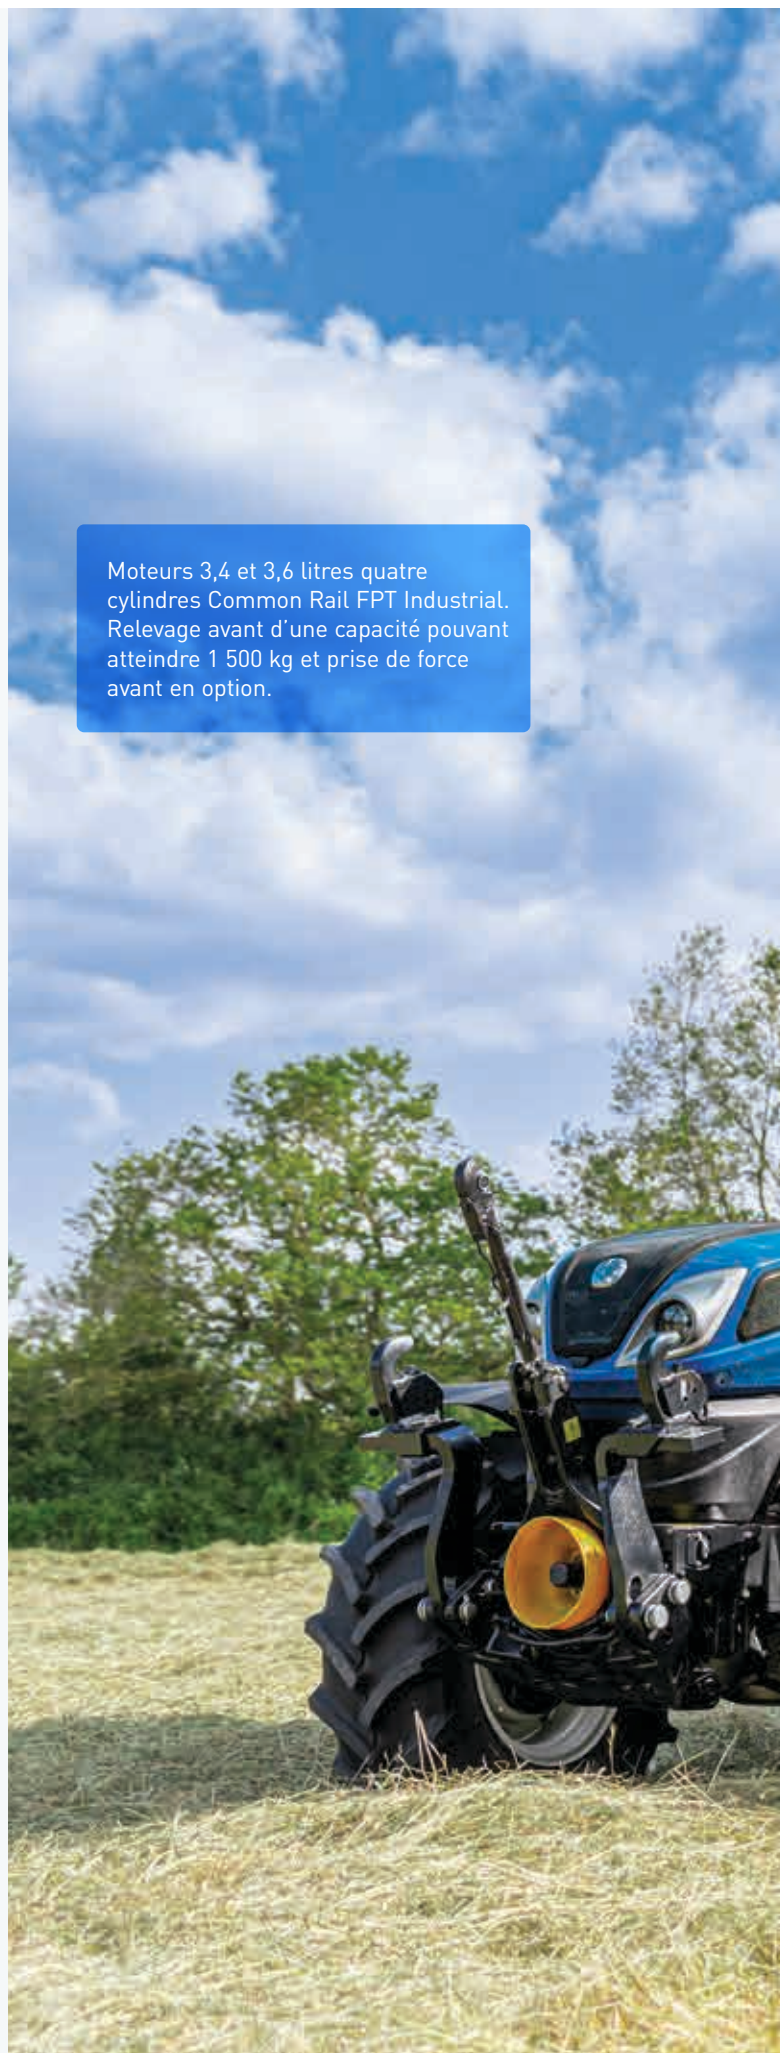 Moteurs 3,4 et 3,6 litres quatre
cylindres Common Rail FPT Industrial.
Relevage avant d’une capacité pouvant
atteindre 1 500 kg et prise de force
avant en option.